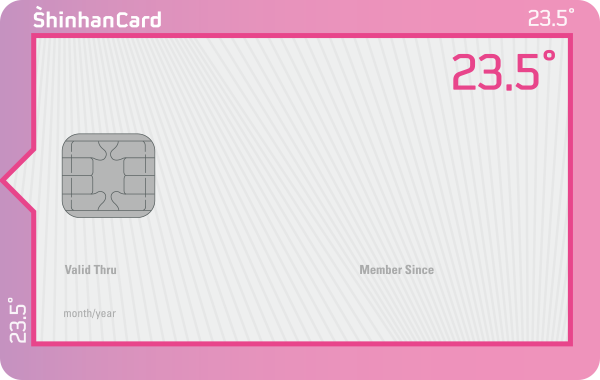 ShinhanCard
23.5°
23.5°
Valid Thru
Member Since
month/year
23.5°